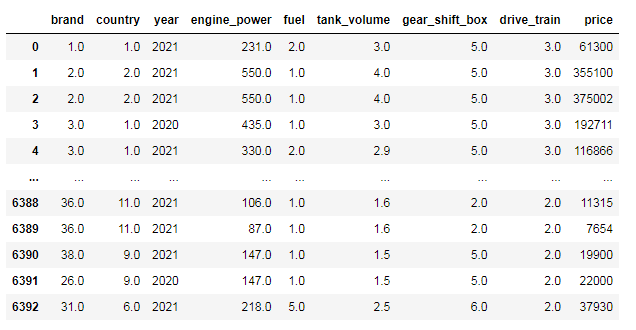 brand country year engine_power fuel tank_volume gear_shift_box drive_train price
0 1.0 1.0 2021 231.0 2.0 3.0 5.0 3.0 61300
1 2.0 2.0 2021 550.0 1.0 4.0 5.0 3.0 355100
2 2.0 2.0 2021 550.0 1.0 4.0 5.0 3.0 375002
3 3.0 1.0 2020 435.0 1.0 3.0 5.0 3.0 192711
4 3.0 1.0 2021 330.0 2.0 2.9 5.0 3.0 116866
... ... ... ... ... ... ... ... ... ...
6388 36.0 11.0 2021 106.0 1.0 1.6 2.0 2.0 11315
6389 36.0 11.0 2021 87.0 1.0 1.6 2.0 2.0 7654
6390 38.0 9.0 2021 147.0 1.0 1.5 5.0 2.0 19900
6391 26.0 9.0 2020 147.0 1.0 1.5 5.0 2.0 22000
6392 31.0 6.0 2021 218.0 5.0 2.5 6.0 2.0 37930